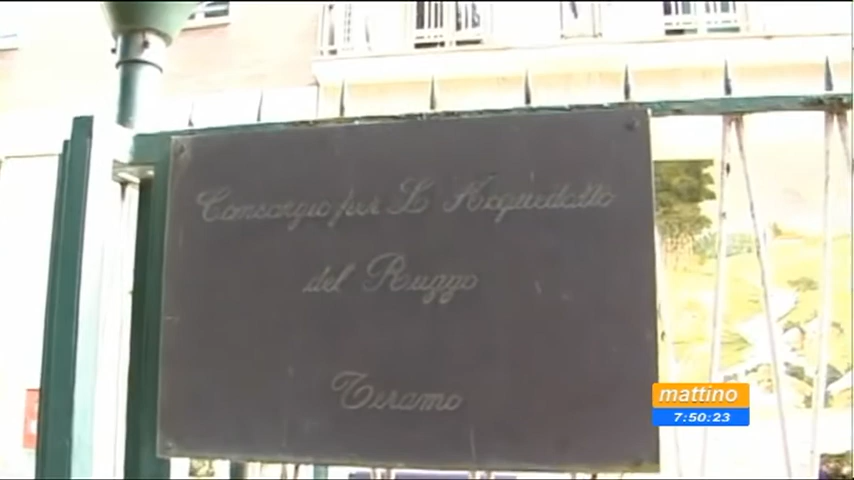 Consorzio per L'Acquedotto
del Ruzzo
Teramo
mattino
7:50:23